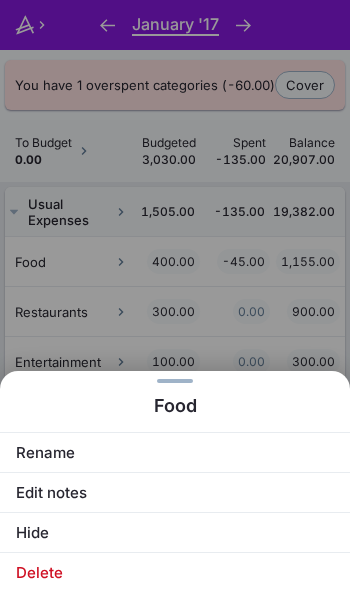 January '17
You have 1 overspent categories (-60.00) Cover
To Budget Budgeted Spent Balance
0.00 3,030.00 -135.00 20,907.00
Usual Expenses 1,505.00 -135.00 19,382.00
Food 400.00 -45.00 1,155.00
Restaurants 300.00 0.00 900.00
Entertainment 100.00 0.00 300.00
Food
Rename
Edit notes
Hide
Delete